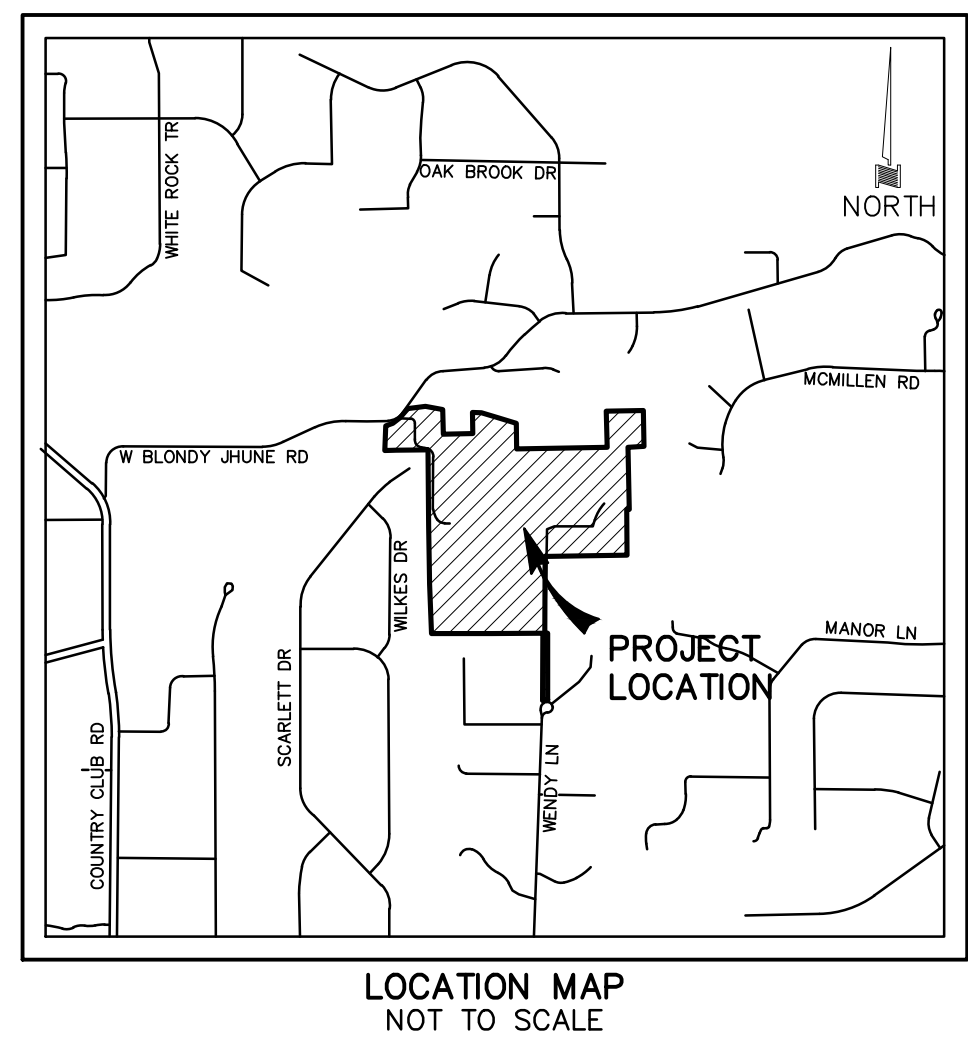 WHITE ROCK TR
OAK BROOK DR
NORTH
MCMILLEN RD
W BLONDY JHUNE RD
WILKES DR
MANOR LN
PROJECT
LOCATION
SCARLETT DR
COUNTRY CLUB RD
WENDY LN
LOCATION MAP
NOT TO SCALE